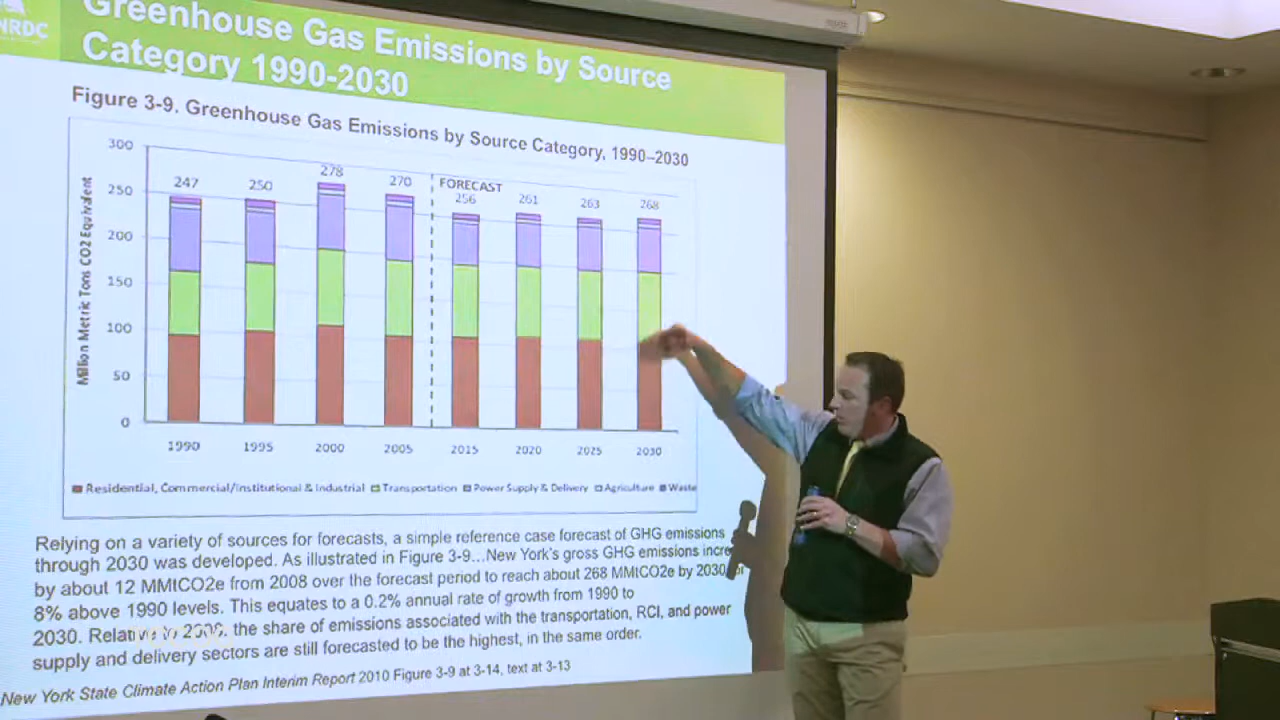 NRDC
Greenhouse Gas Emissions by Source
Category 1990-2030
Figure 3-9. Greenhouse Gas Emissions by Source Category, 1990–2030
Million Metric Tons CO2 Equivalent
300
250
200
150
100
50
0
247 250 278 270 FORECAST 256 261 263 268
1990 1995 2000 2005 2015 2020 2025 2030
Residential, Commercial/Institutional & Industrial Transportation Power Supply & Delivery Agriculture Waste
Relying on a variety of sources for forecasts, a simple reference case forecast of GHG emissions
through 2030 was developed. As illustrated in Figure 3-9...New York's gross GHG emissions incre
by about 12 MMtCO2e from 2008 over the forecast period to reach about 268 MMtCO2e by 2030,
8% above 1990 levels. This equates to a 0.2% annual rate of growth from 1990 to
2030. Relative to the share of emissions associated with the transportation, RCI, and power
supply and delivery sectors are still forecasted to be the highest, in the same order.
New York State Climate Action Plan Interim Report 2010 Figure 3-9 at 3-14, text at 3-13